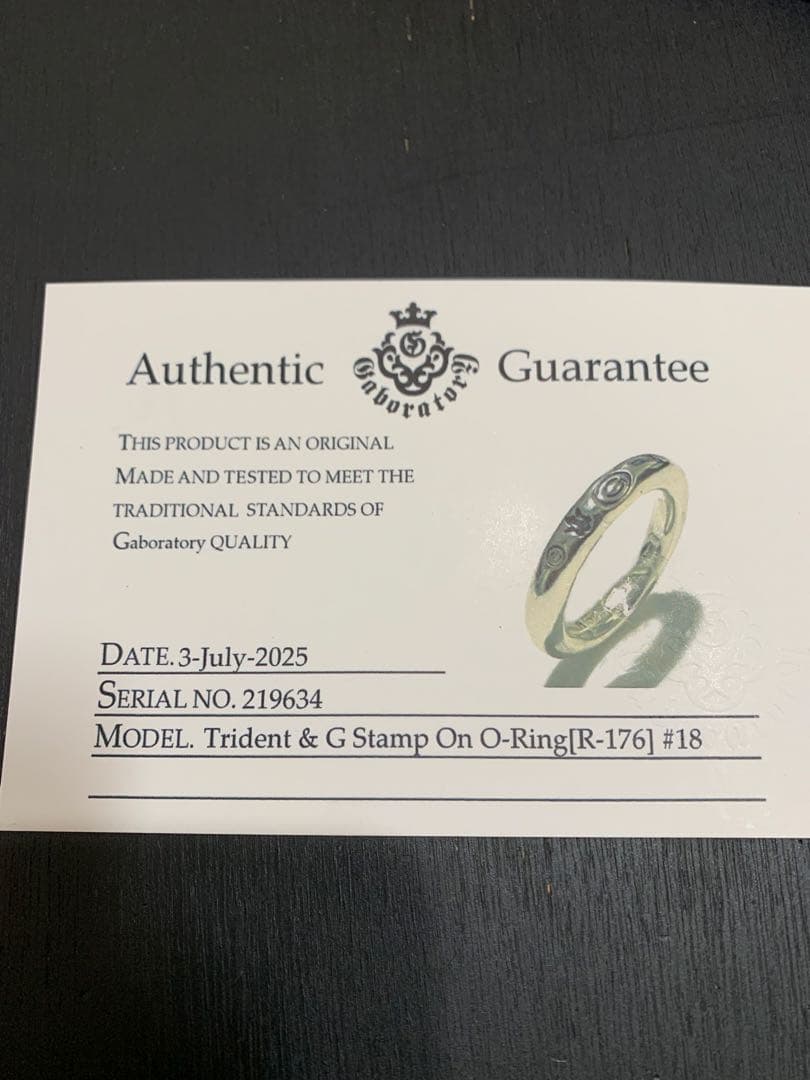 Authentic Guarantee
G
Gaboratory
THIS PRODUCT IS AN ORIGINAL
MADE AND TESTED TO MEET THE
TRADITIONAL STANDARDS OF
Gaboratory QUALITY
DATE. 3-July-2025
SERIAL NO. 219634
MODEL. Trident & G Stamp On O-Ring[R-176] #18